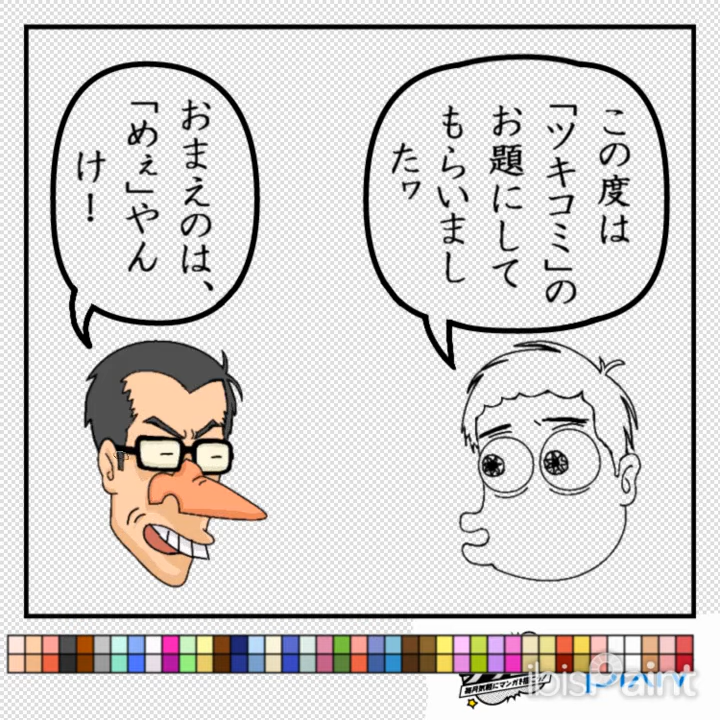 この度は
「ツキコミ」の
お題にして
もらいまし
たヮ
おまえのは、
「めぇ」やん
け！
ibisPaint